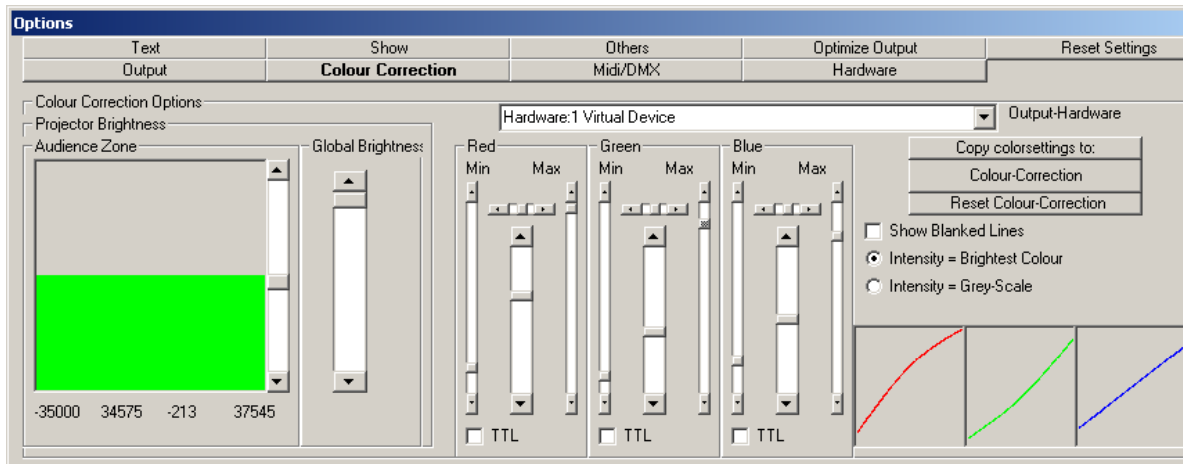 Options
Text Show Others Optimize Output Reset Settings
Output Colour Correction Midi/DMX Hardware
Colour Correction Options
Hardware:1 Virtual Device Output-Hardware
Projector Brightness
Audience Zone Global Brightness Red Green Blue
Copy colorsettings to:
Min Max Min Max Min Max
Colour-Correction
Reset Colour-Correction
Show Blanked Lines
Intensity = Brightest Colour
Intensity = Grey-Scale
-35000 34575 -213 37545
TTL TTL TTL